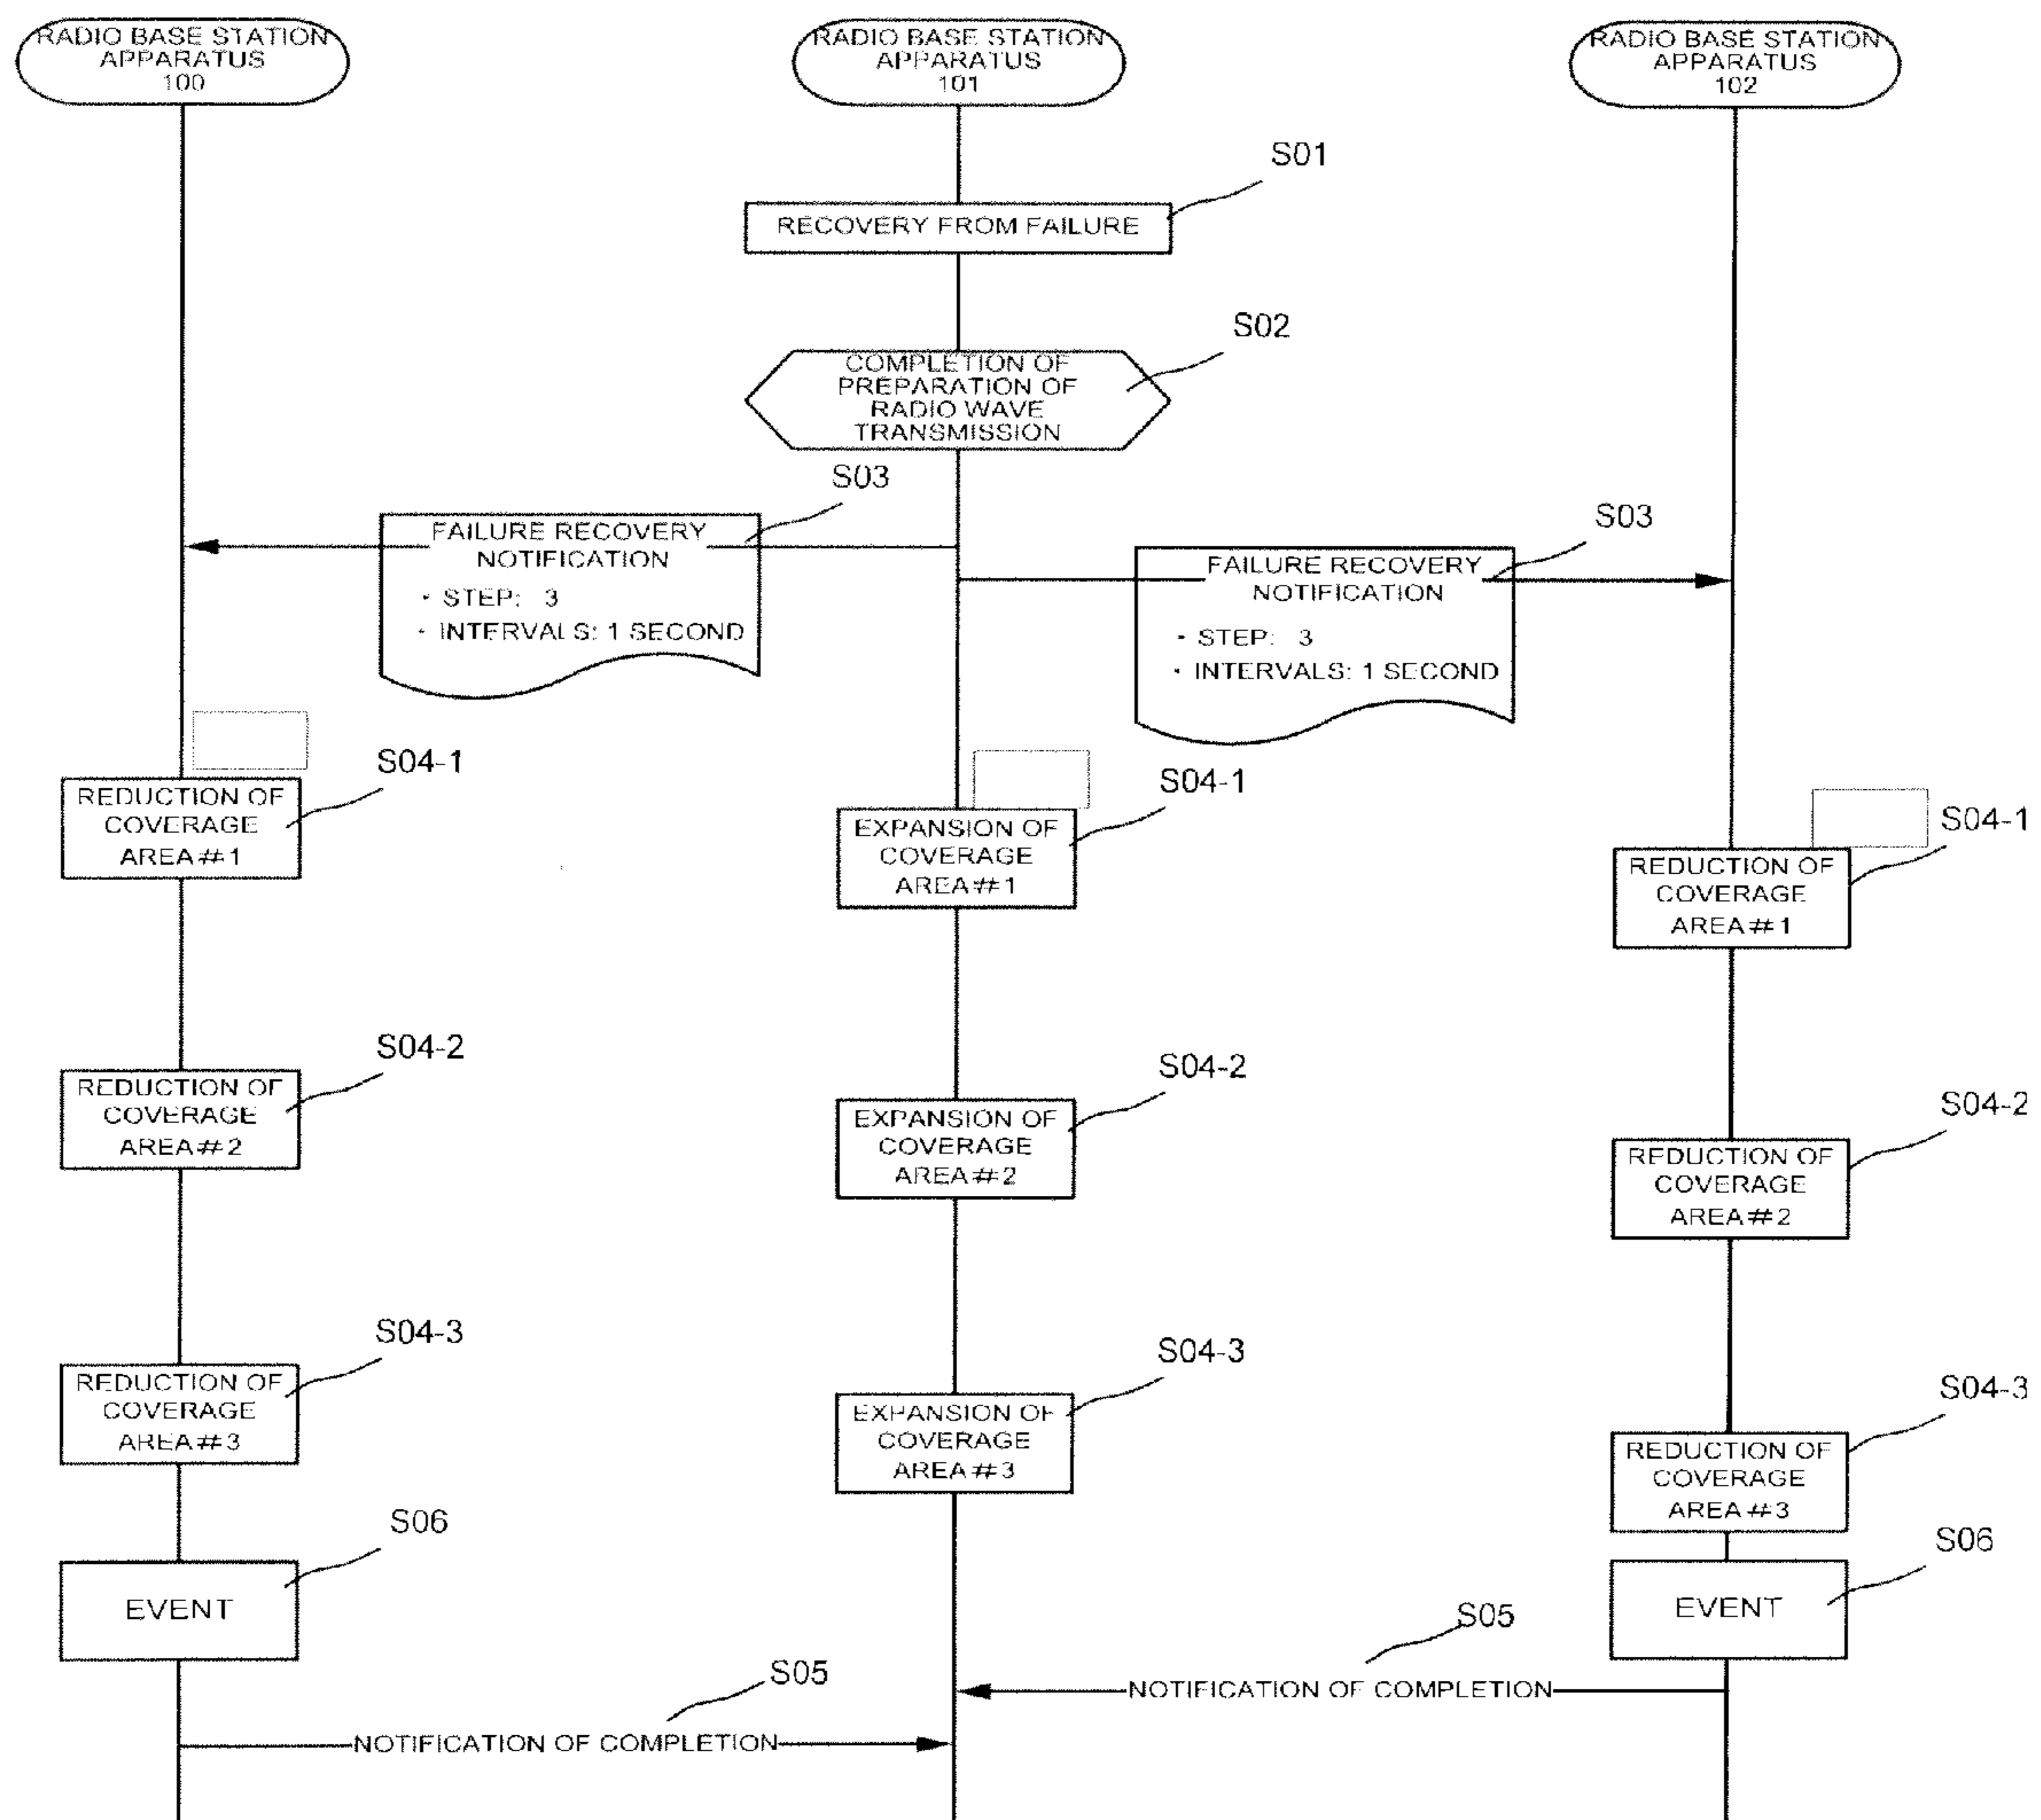 RADIO BASE STATION
APPARATUS
100
RADIO BASE STATION
APPARATUS
101
RADIO BASE STATION
APPARATUS
102
S01
RECOVERY FROM FAILURE
S02
COMPLETION OF
PREPARATION OF
RADIO WAVE
TRANSMISSION
S03
FAILURE RECOVERY
NOTIFICATION
· STEP: 3
· INTERVALS: 1 SECOND
S03
FAILURE RECOVERY
NOTIFICATION
· STEP: 3
· INTERVALS: 1 SECOND
S04-1
REDUCTION OF
COVERAGE
AREA#1
S04-1
EXPANSION OF
COVERAGE
AREA#1
S04-1
REDUCTION OF
COVERAGE
AREA#1
S04-2
REDUCTION OF
COVERAGE
AREA#2
S04-2
EXPANSION OF
COVERAGE
AREA#2
S04-2
REDUCTION OF
COVERAGE
AREA#2
S04-3
REDUCTION OF
COVERAGE
AREA#3
S04-3
EXPANSION OF
COVERAGE
AREA#3
S04-3
REDUCTION OF
COVERAGE
AREA#3
S06
EVENT
S06
EVENT
S05
NOTIFICATION OF COMPLETION
S05
NOTIFICATION OF COMPLETION